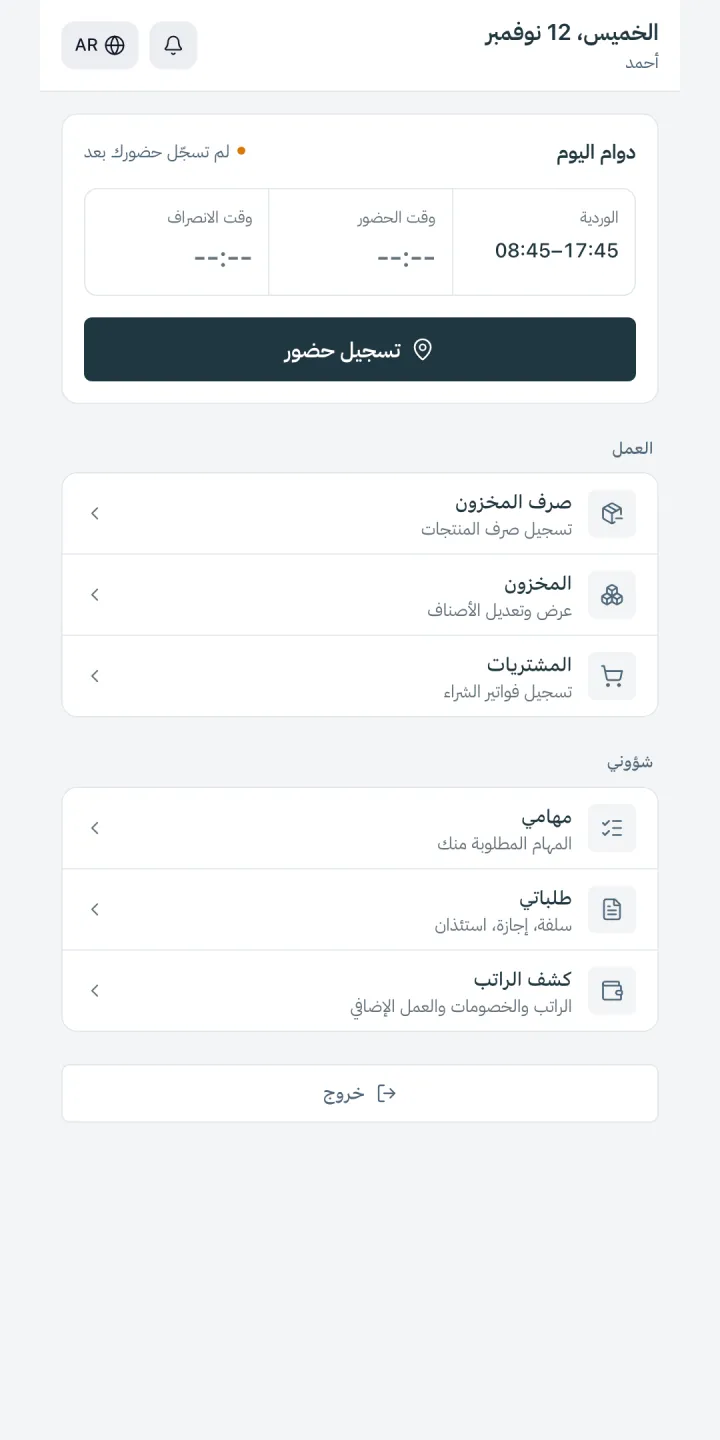 الخميس، 12 نوفمبر
أحمد
AR
دوام اليوم
لم تسجّل حضورك بعد
الوردية
08:45–17:45
وقت الحضور
--:--
وقت الانصراف
--:--
تسجيل حضور
العمل
صرف المخزون
تسجيل صرف المنتجات
المخزون
عرض وتعديل الأصناف
المشتريات
تسجيل فواتير الشراء
شؤوني
مهامي
المهام المطلوبة منك
طلباتي
سلفة، إجازة، استئذان
كشف الراتب
الراتب والخصومات والعمل الإضافي
خروج